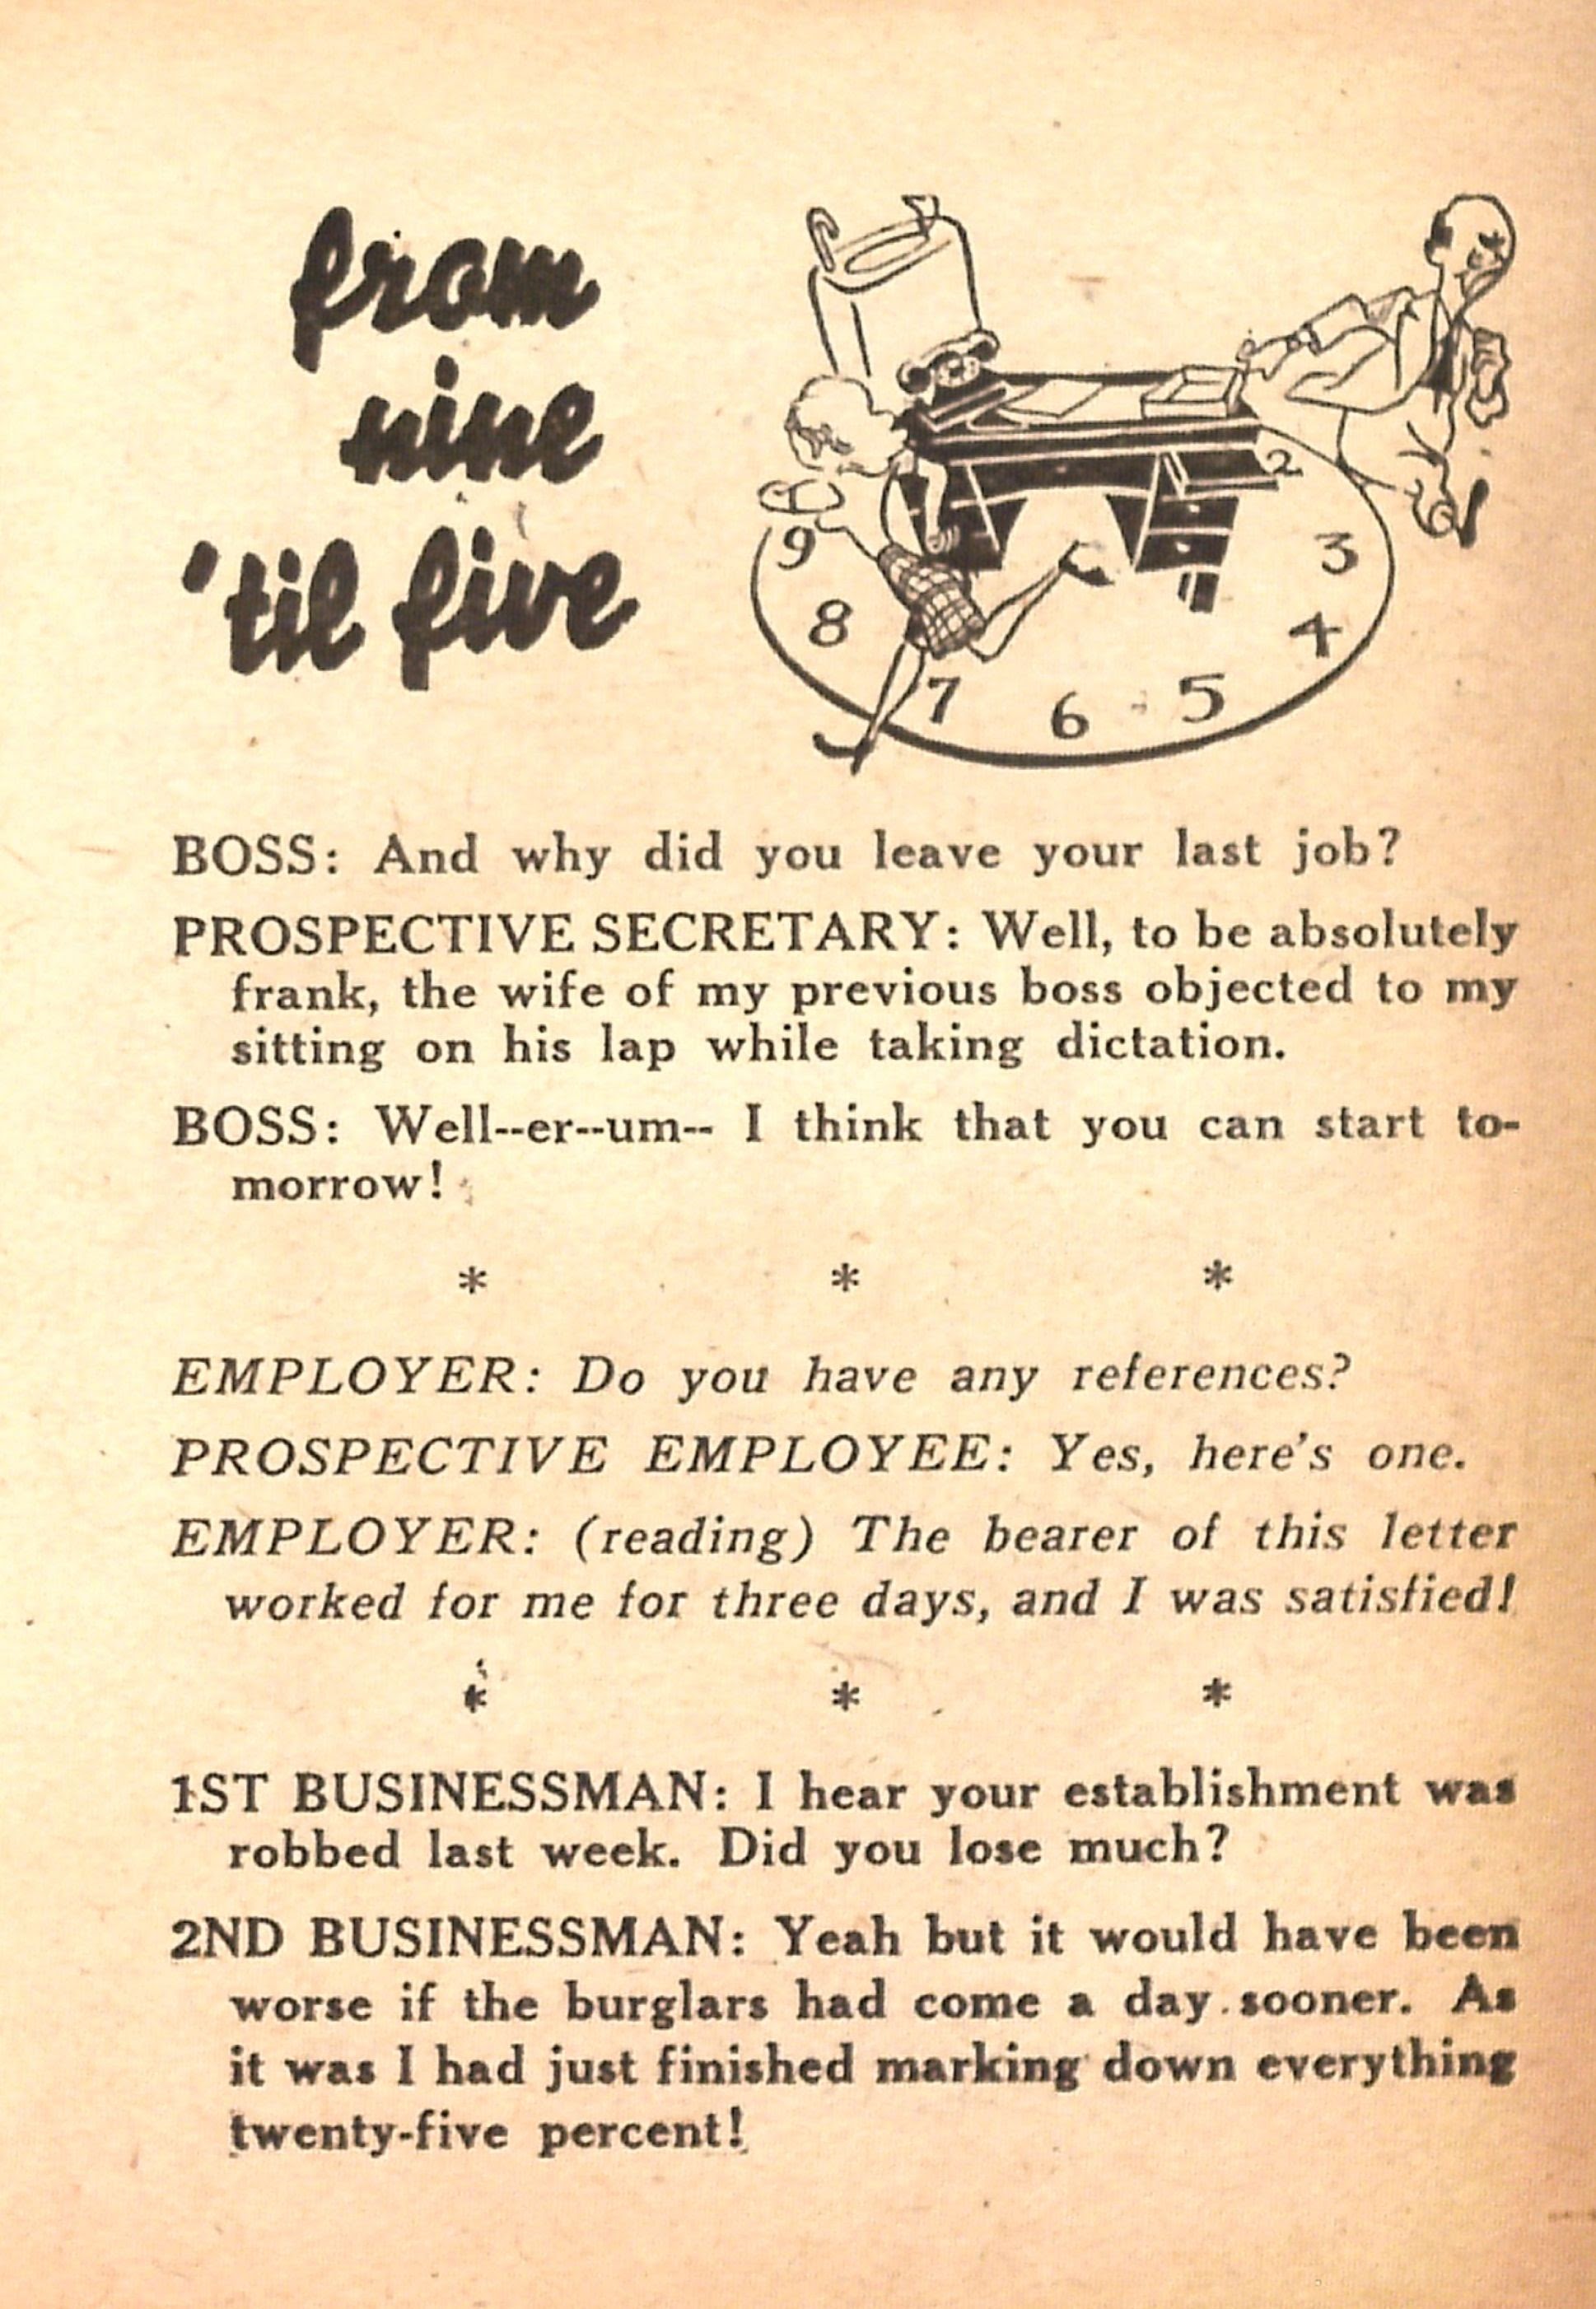 from
nine
'til five
9
8
7
6
5
4
3
2
BOSS: And why did you leave your last job?
PROSPECTIVE SECRETARY: Well, to be absolutely
frank, the wife of my previous boss objected to my
sitting on his lap while taking dictation.
BOSS: Well--er--um-- I think that you can start to-
morrow!
* * *
EMPLOYER: Do you have any references?
PROSPECTIVE EMPLOYEE: Yes, here's one.
EMPLOYER: (reading) The bearer of this letter
worked for me for three days, and I was satisfied!
* * *
1ST BUSINESSMAN: I hear your establishment was
robbed last week. Did you lose much?
2ND BUSINESSMAN: Yeah but it would have been
worse if the burglars had come a day sooner. As
it was I had just finished marking down everything
twenty-five percent!